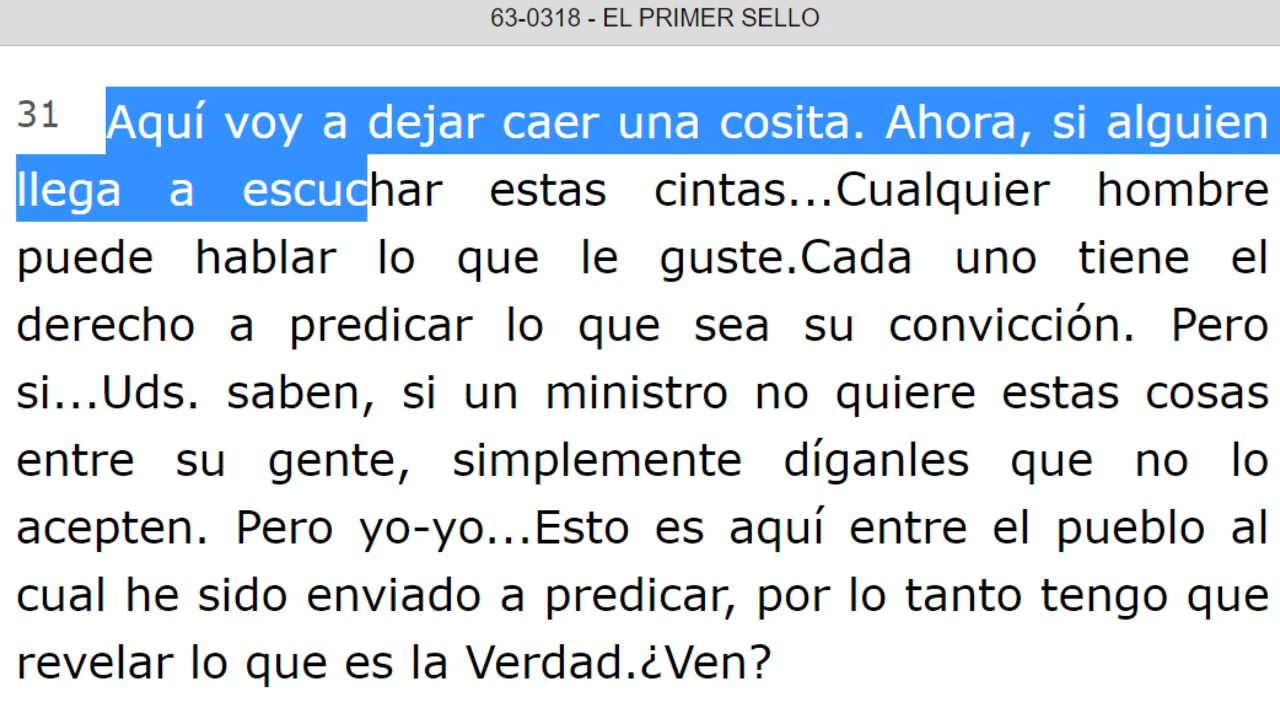 63-0318 - EL PRIMER SELLO
31 Aquí voy a dejar caer una cosita. Ahora, si alguien
llega a escuchar estas cintas...Cualquier hombre
puede hablar lo que le guste.Cada uno tiene el
derecho a predicar lo que sea su convicción. Pero
si...Uds. saben, si un ministro no quiere estas cosas
entre su gente, simplemente díganles que no lo
acepten. Pero yo-yo...Esto es aquí entre el pueblo al
cual he sido enviado a predicar, por lo tanto tengo que
revelar lo que es la Verdad.¿Ven?